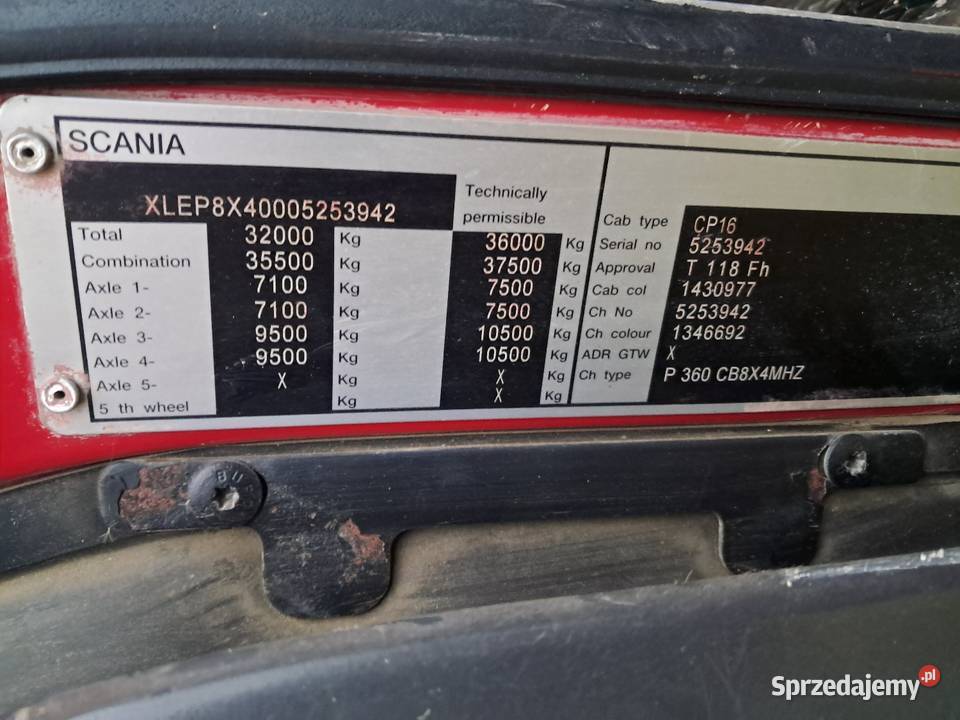 SCANIA
XLEP8X40005253942
Technically
permissible
Total 32000 Kg 36000 Kg
Combination 35500 Kg 37500 Kg
Axle 1- 7100 Kg 7500 Kg
Axle 2- 7100 Kg 7500 Kg
Axle 3- 9500 Kg 10500 Kg
Axle 4- 9500 Kg 10500 Kg
Axle 5- X Kg X Kg
5 th wheel Kg X Kg
Cab type CP16
Serial no 5253942
Approval T 118 Fh
Cab col 1430977
Ch No 5253942
Ch colour 1346692
ADR GTW X
Ch type P 360 CB8X4MHZ
Sprzedajemy.pl